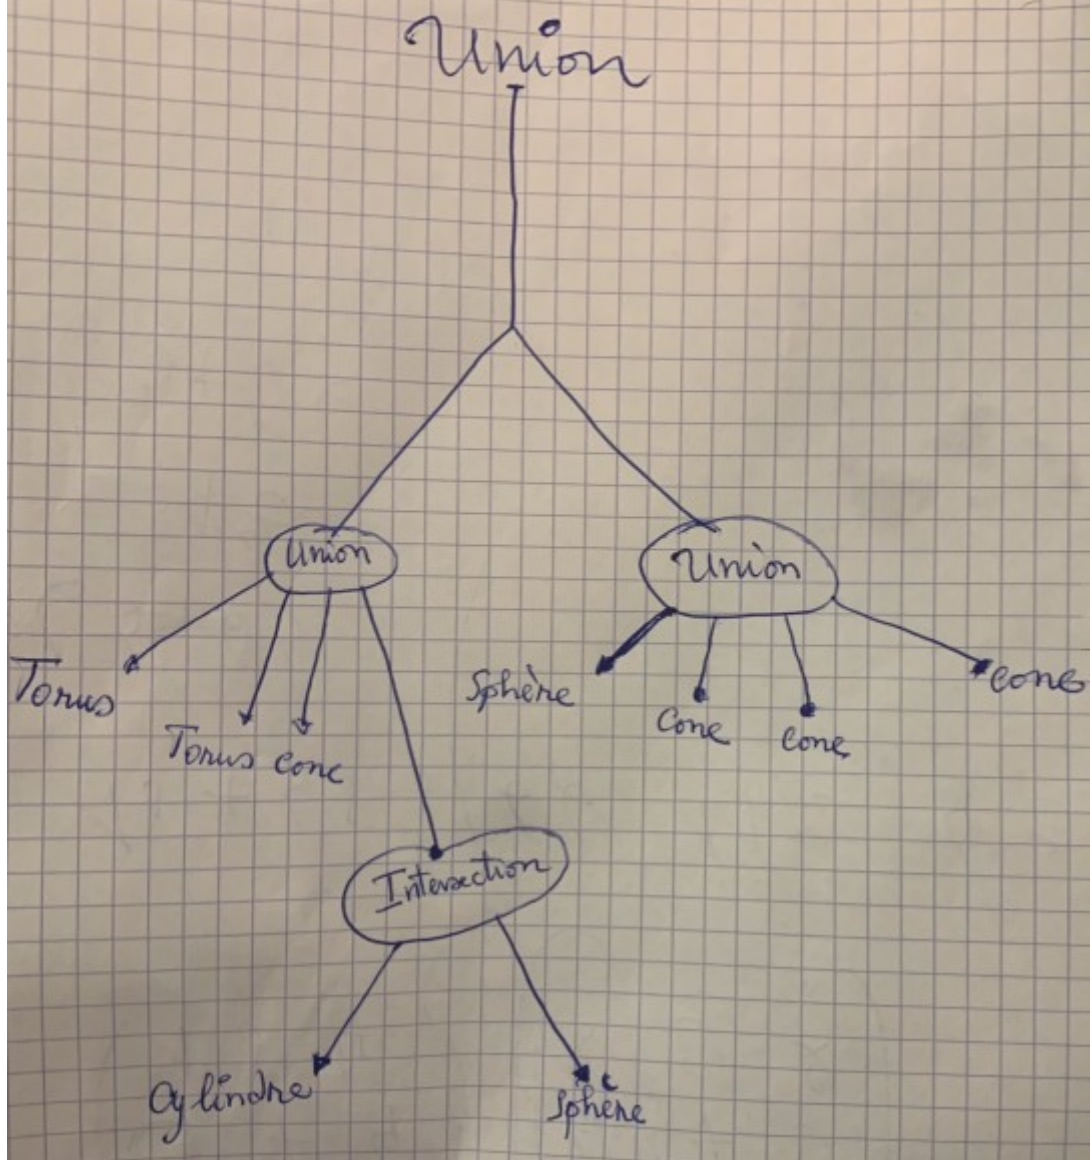 Union
Union
Union
Torus
Sphère
Cone
Cone
Cone
Torus
Cone
Intersection
Cylindre
Sphère